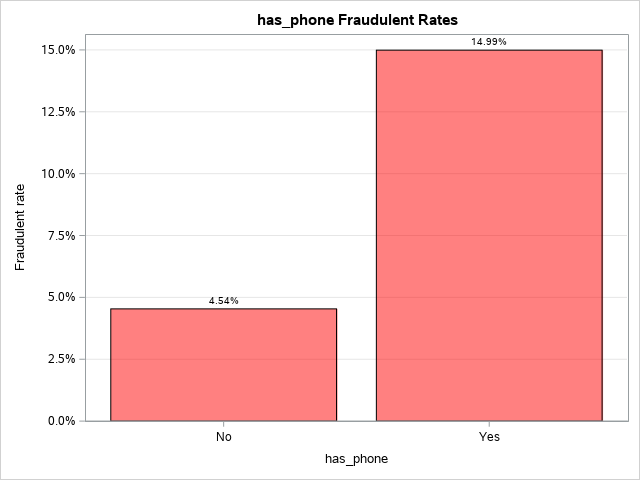 has_phone Fraudulent Rates
15.0%
12.5%
10.0%
7.5%
5.0%
2.5%
0.0%
Fraudulent rate
4.54%
14.99%
No
Yes
has_phone